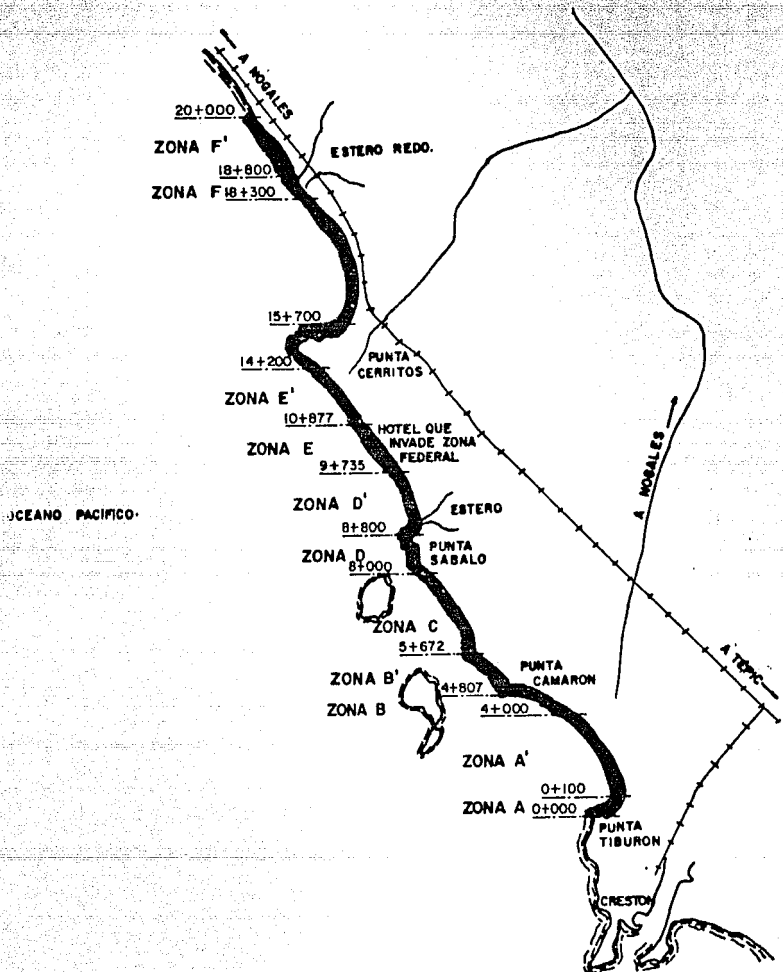 A NOGALES
20+000
ZONA F'
ESTERO REDO.
18+800
ZONA F
18+300
15+700
PUNTA
CERRITOS
14+200
ZONA E'
10+877
HOTEL QUE
INVADE ZONA
FEDERAL
ZONA E
9+735
A NOGALES
ZONA D'
ESTERO
OCEANO PACIFICO
8+800
PUNTA
SABALO
ZONA D
8+000
ZONA C
5+672
A TEPIC
PUNTA
CAMARON
ZONA B'
4+807
ZONA B
4+000
ZONA A'
0+100
ZONA A
0+000
PUNTA
TIBURON
CRESTON